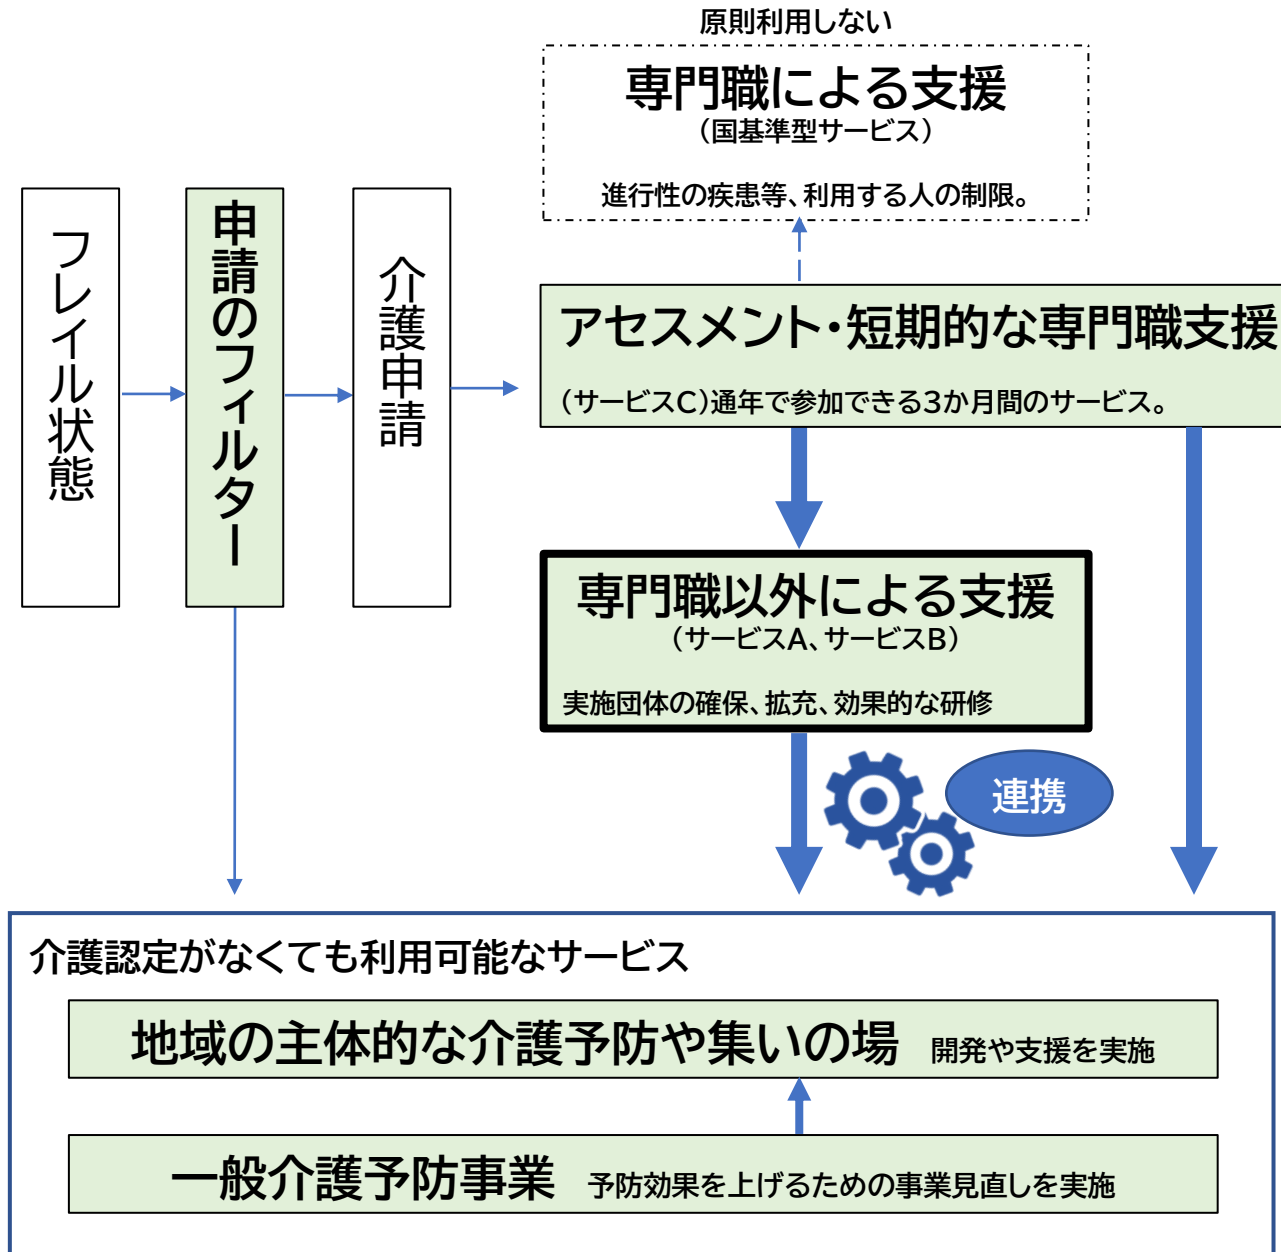 原則利用しない
専門職による支援
（国基準型サービス）
進行性の疾患等、利用する人の制限。
フレイル状態
申請のフィルター
介護申請
アセスメント・短期的な専門職支援
（サービスC）通年で参加できる3か月間のサービス。
専門職以外による支援
（サービスA、サービスB）
実施団体の確保、拡充、効果的な研修
連携
介護認定がなくても利用可能なサービス
地域の主体的な介護予防や集いの場 開発や支援を実施
一般介護予防事業 予防効果を上げるための事業見直しを実施